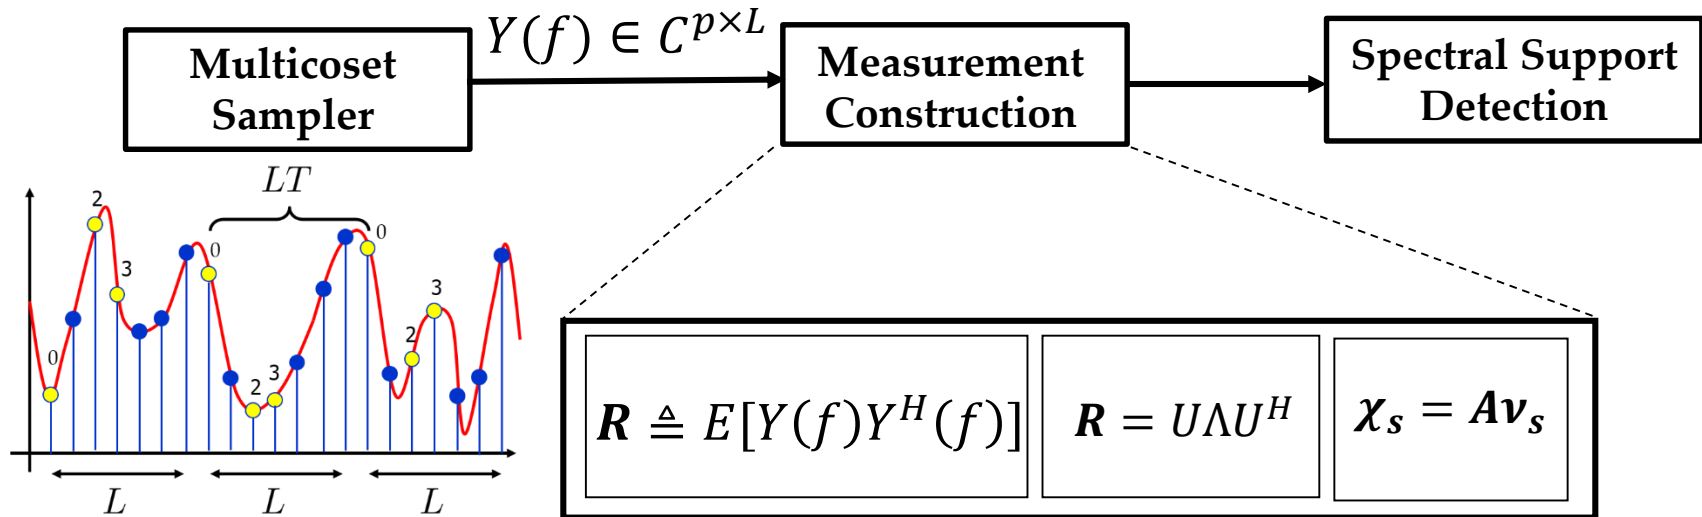 Multicoset
Sampler
Y(f) ∈ C^{p×L}
Measurement
Construction
Spectral Support
Detection
LT
0
2
3
0
2
3
0
2
3
L
L
L
R ≜ E[Y(f)Y^H(f)]
R = UΛU^H
χ_s = Aν_s